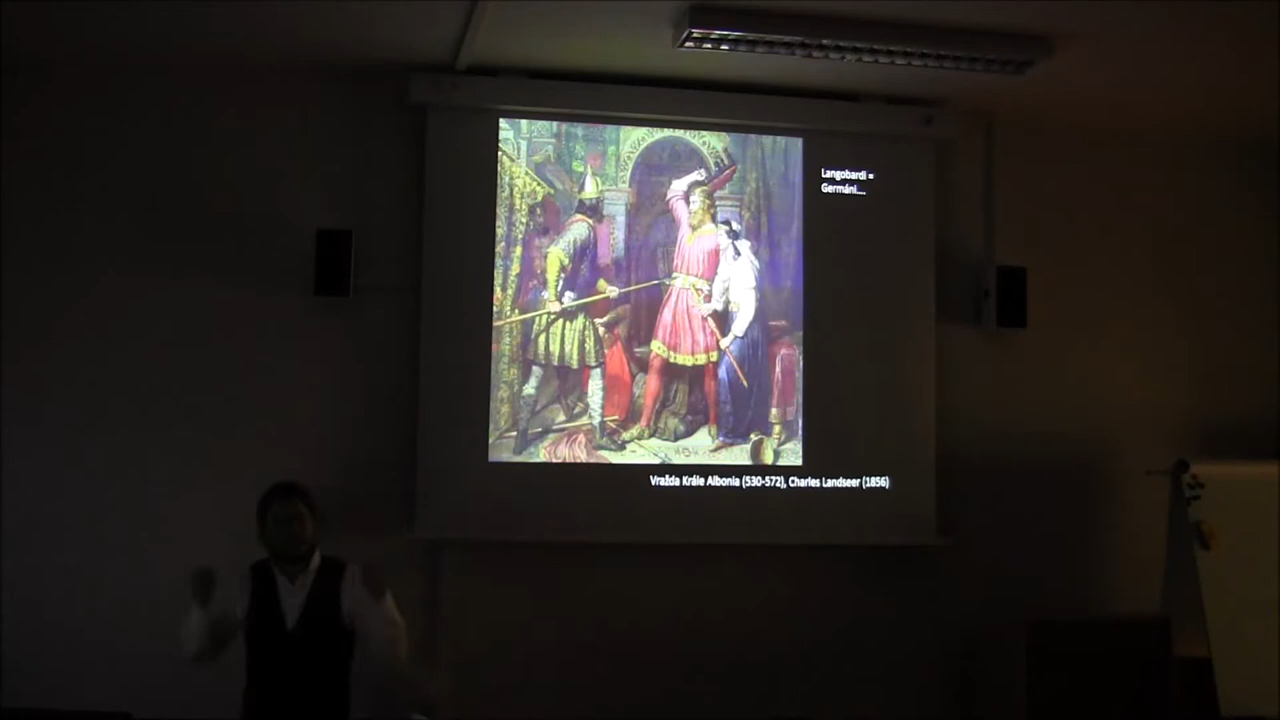 Langobardi =
Germáni....
Vražda Krále Albonia (530-572), Charles Landseer (1856)